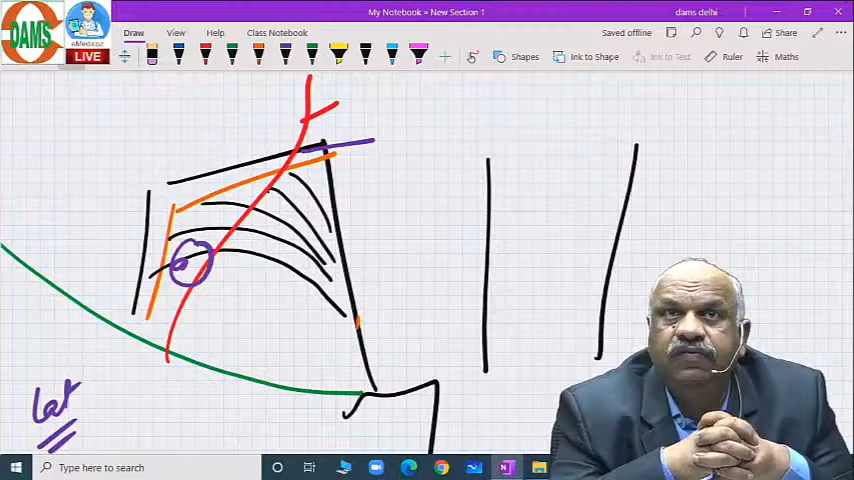 DAMS
eMedicoz
LIVE
My Notebook » New Section 1
dams delhi
Draw
View
Help
Class Notebook
Saved offline
Share
Shapes
Ink to Shape
Ink to Text
Ruler
Maths
Lat
Type here to search